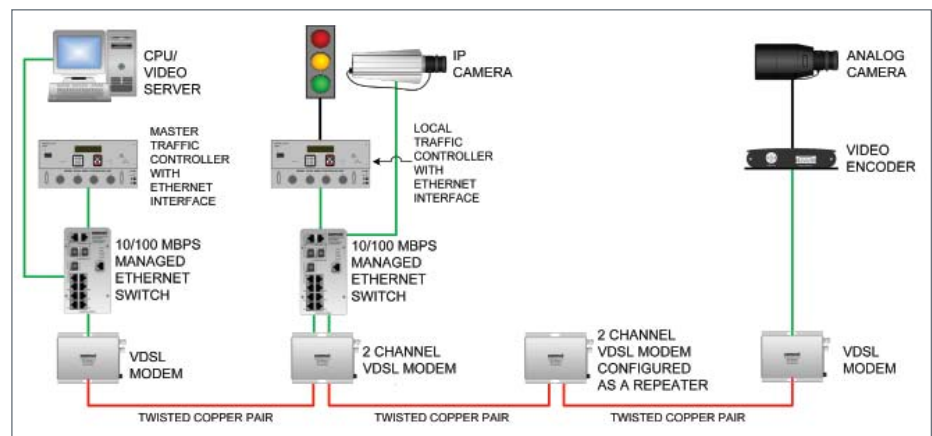 CPU/
VIDEO
SERVER
IP
CAMERA
ANALOG
CAMERA
MASTER
TRAFFIC
CONTROLLER
WITH
ETHERNET
INTERFACE
LOCAL
TRAFFIC
CONTROLLER
WITH
ETHERNET
INTERFACE
VIDEO
ENCODER
10/100 MBPS
MANAGED
ETHERNET
SWITCH
10/100 MBPS
MANAGED
ETHERNET
SWITCH
VDSL
MODEM
2 CHANNEL
VDSL MODEM
2 CHANNEL
VDSL MODEM
CONFIGURED
AS A REPEATER
VDSL
MODEM
TWISTED COPPER PAIR
TWISTED COPPER PAIR
TWISTED COPPER PAIR